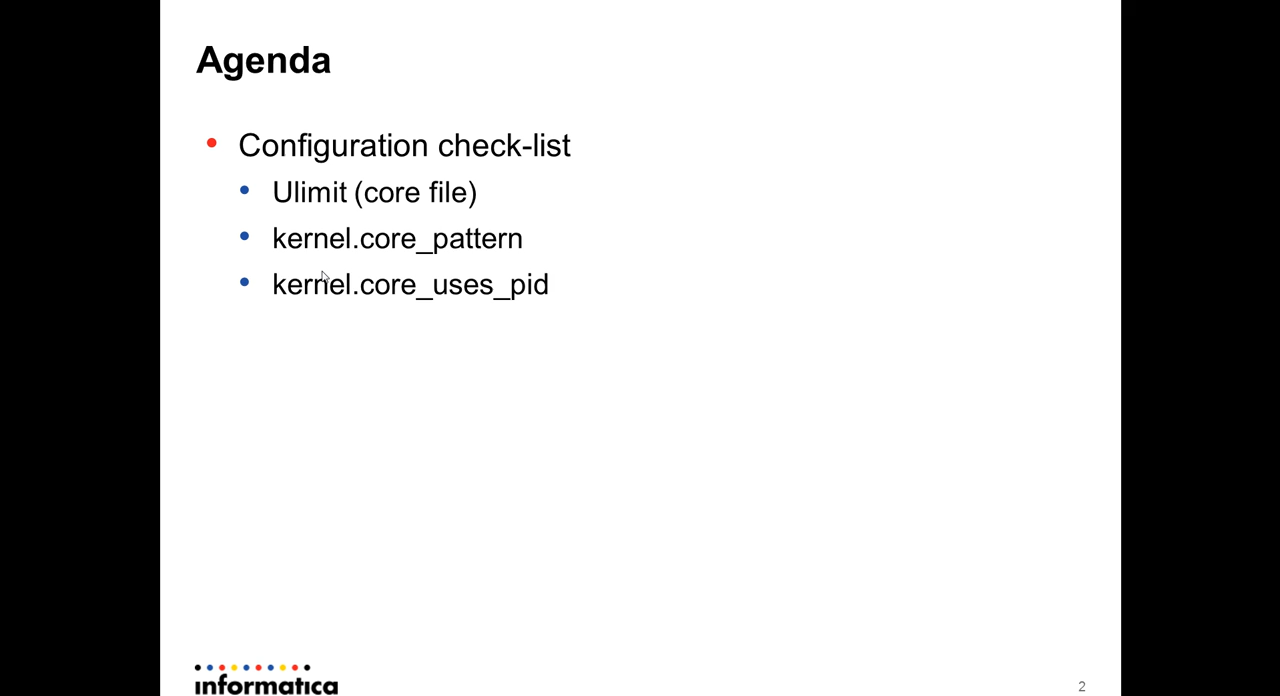 Agenda
Configuration check-list
Ulimit (core file)
kernel.core_pattern
kernel.core_uses_pid
informatica
2